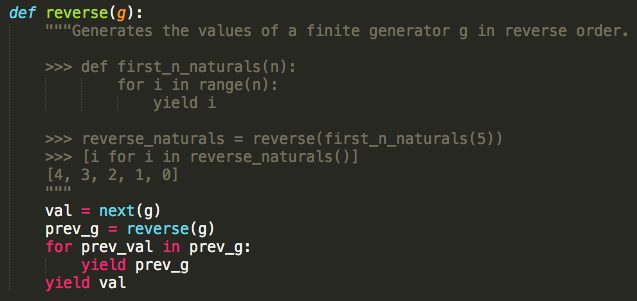 def reverse(g):
    """Generates the values of a finite generator g in reverse order.
    >>> def first_n_naturals(n):
            for i in range(n):
                yield i
    >>> reverse_naturals = reverse(first_n_naturals(5))
    >>> [i for i in reverse_naturals()]
    [4, 3, 2, 1, 0]
    """
    val = next(g)
    prev_g = reverse(g)
    for prev_val in prev_g:
        yield prev_g
    yield val